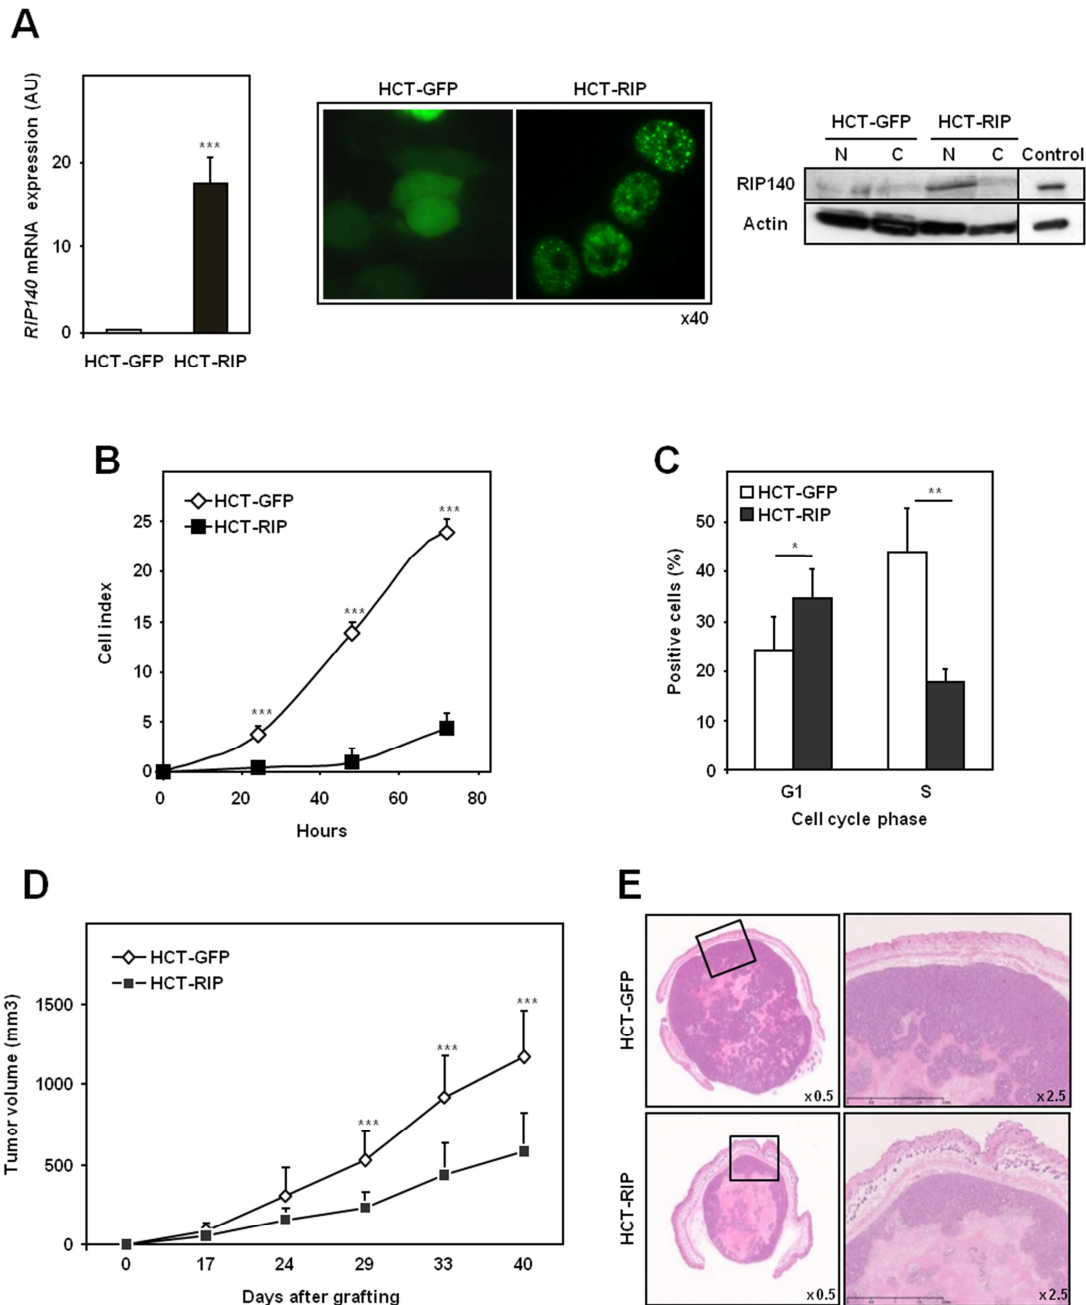 A
RIP140 mRNA expression (AU)
20
10
0
***
HCT-GFP HCT-RIP
HCT-GFP HCT-RIP
x40
HCT-GFP HCT-RIP
N C N C Control
RIP140
Actin
B
HCT-GFP
HCT-RIP
Cell index
25
20
15
10
5
0
***
***
***
0 20 40 60 80
Hours
C
HCT-GFP
HCT-RIP
Positive cells (%)
50
40
30
20
10
0
*
**
G1 S
Cell cycle phase
D
HCT-GFP
HCT-RIP
Tumor volume (mm3)
1500
1000
500
0
***
***
***
0 17 24 29 33 40
Days after grafting
E
HCT-GFP
x0.5
x2.5
HCT-RIP
x0.5
x2.5